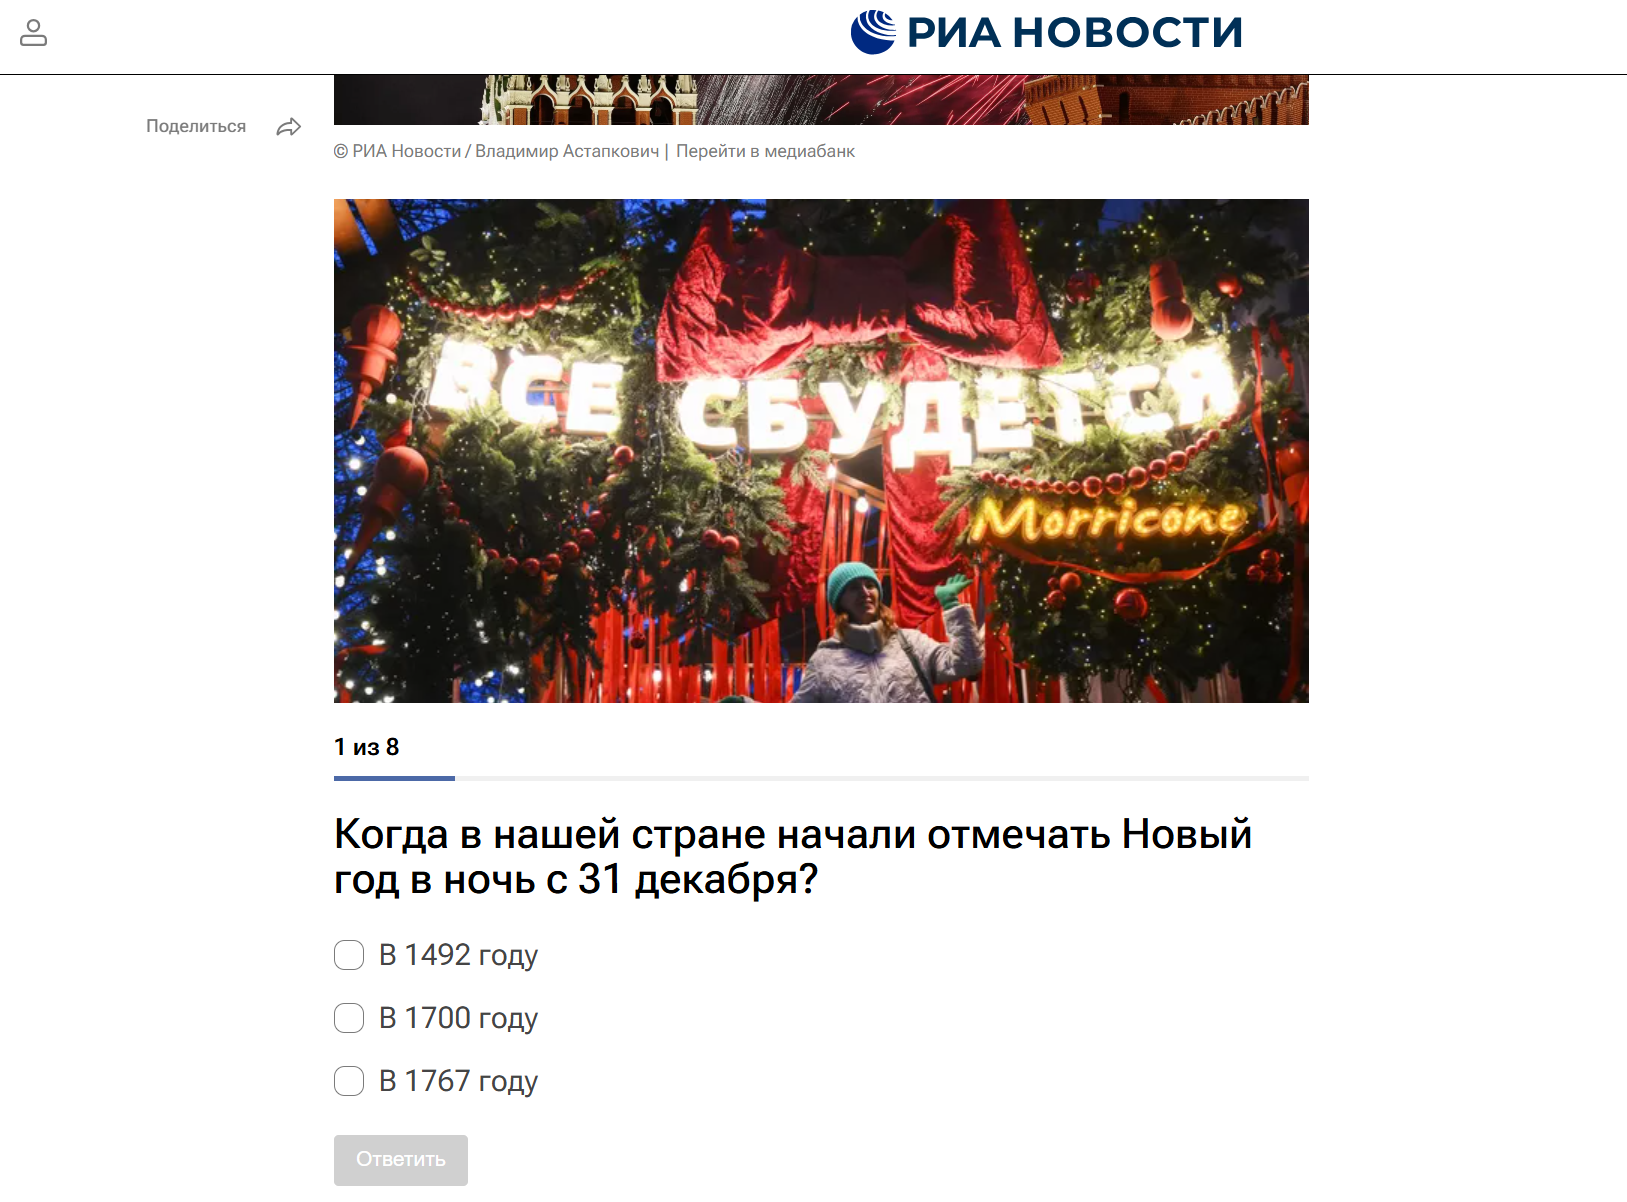 РИА НОВОСТИ
Поделиться
© РИА Новости / Владимир Астапкович | Перейти в медиабанк
ВСЕ СБУДЕТСЯ
Morricone
1 из 8
Когда в нашей стране начали отмечать Новый
год в ночь с 31 декабря?
В 1492 году
В 1700 году
В 1767 году
Ответить